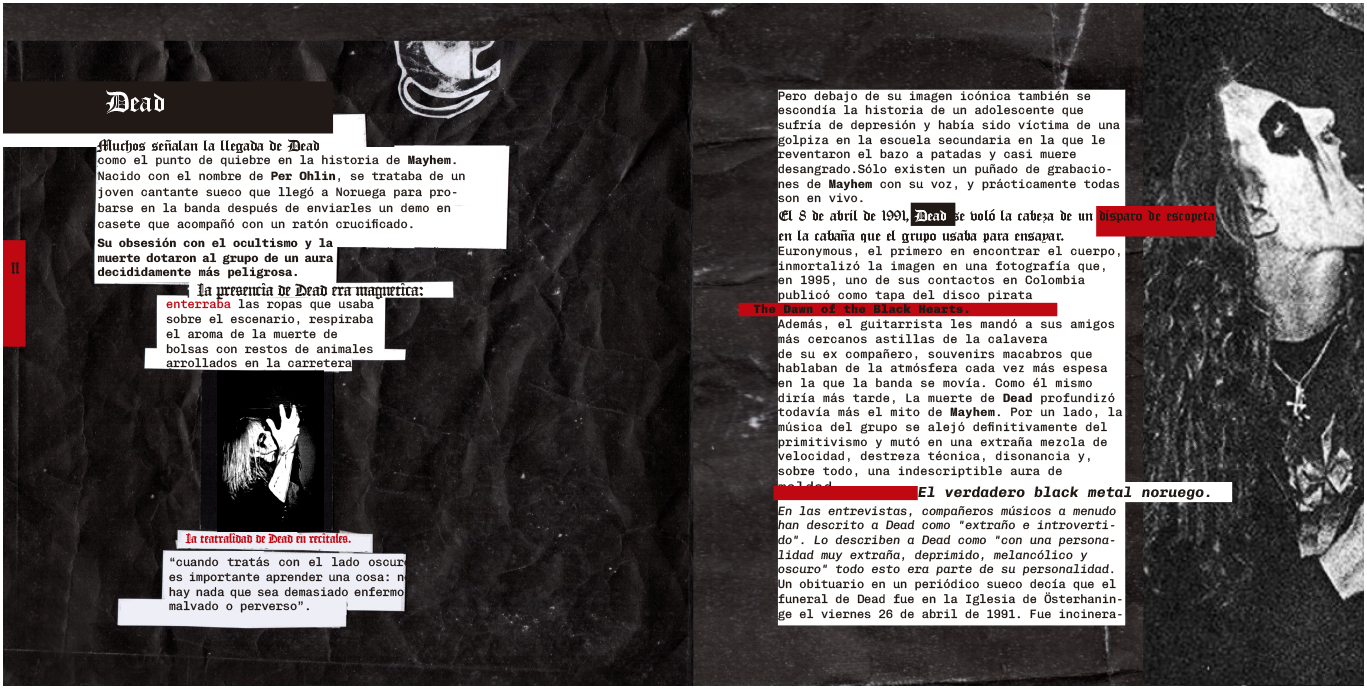 Dead
Muchos señalan la llegada de Dead
como el punto de quiebre en la historia de Mayhem.
Nacido con el nombre de Per Ohlin, se trataba de un
joven cantante sueco que llegó a Noruega para pro-
barse en la banda después de enviarles un demo en
casete que acompañó con un ratón crucificado.
Su obsesión con el ocultismo y la
muerte dotaron al grupo de un aura
decididamente más peligrosa.
11
la presencia de Dead era magnetica:
enterraba las ropas que usaba
sobre el escenario, respiraba
el aroma de la muerte de
bolsas con restos de animales
arrollados en la carretera
la teatralidad de Dead en recitales.
“cuando tratás con el lado oscuro
es importante aprender una cosa: no
hay nada que sea demasiado enfermo
malvado o perverso”.
Pero debajo de su imagen icónica también se
escondía la historia de un adolescente que
sufría de depresión y había sido víctima de una
golpiza en la escuela secundaria en la que le
reventaron el bazo a patadas y casi muere
desangrado.Sólo existen un puñado de grabacio-
nes de Mayhem con su voz, y prácticamente todas
son en vivo.
El 8 de abril de 1991, Dead se voló la cabeza de un disparo de escopeta
en la cabaña que el grupo usaba para ensayar.
Euronymous, el primero en encontrar el cuerpo,
inmortalizó la imagen en una fotografía que,
en 1995, uno de sus contactos en Colombia
publicó como tapa del disco pirata
The Dawn of the Black Hearts.
Además, el guitarrista les mandó a sus amigos
más cercanos astillas de la calavera
de su ex compañero, souvenirs macabros que
hablaban de la atmósfera cada vez más espesa
en la que la banda se movía. Como él mismo
diría más tarde, La muerte de Dead profundizó
todavía más el mito de Mayhem. Por un lado, la
música del grupo se alejó definitivamente del
primitivismo y mutó en una extraña mezcla de
velocidad, destreza técnica, disonancia y,
sobre todo, una indescriptible aura de
maldad
El verdadero black metal noruego.
En las entrevistas, compañeros músicos a menudo
han descrito a Dead como "extraño e introverti-
do". Lo describen a Dead como "con una persona-
lidad muy extraña, deprimido, melancólico y
oscuro" todo esto era parte de su personalidad.
Un obituario en un periódico sueco decía que el
funeral de Dead fue en la Iglesia de Österhanin-
ge el viernes 26 de abril de 1991. Fue incinera-